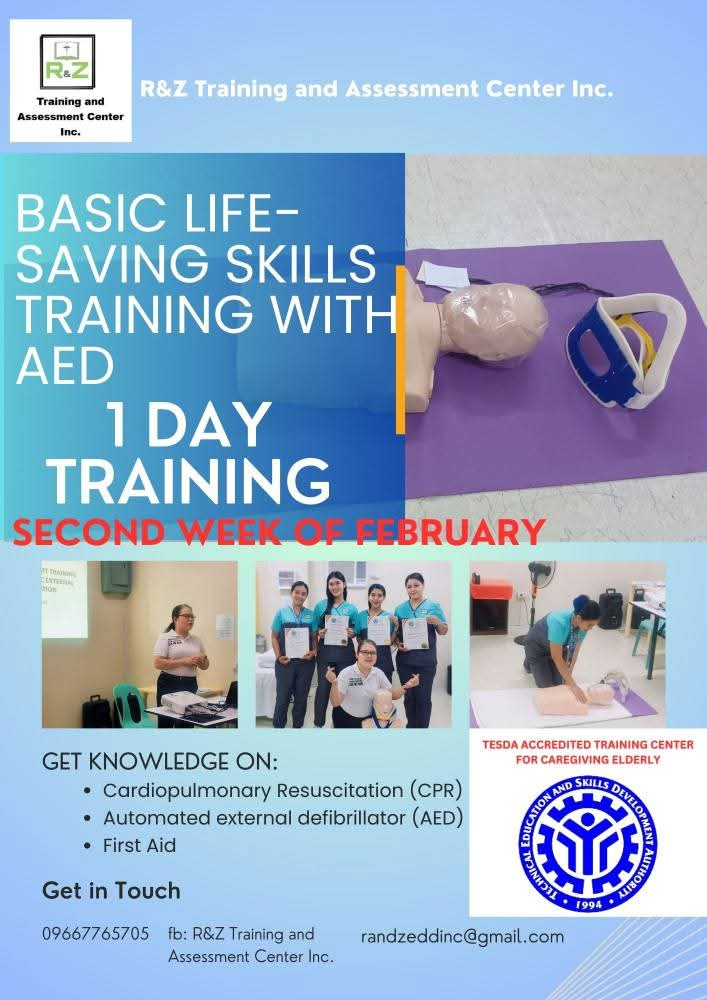 R&Z
Training and
Assessment Center
Inc.
R&Z Training and Assessment Center Inc.
BASIC LIFE-
SAVING SKILLS
TRAINING WITH
AED
1 DAY
TRAINING
SECOND WEEK OF FEBRUARY
GET KNOWLEDGE ON:
• Cardiopulmonary Resuscitation (CPR)
• Automated external defibrillator (AED)
• First Aid
TESDA ACCREDITED TRAINING CENTER
FOR CAREGIVING ELDERLY
TECHNICAL EDUCATION AND SKILLS DEVELOPMENT AUTHORITY
• 1994 •
Get in Touch
09667765705
fb: R&Z Training and
Assessment Center Inc.
randzeddinc@gmail.com